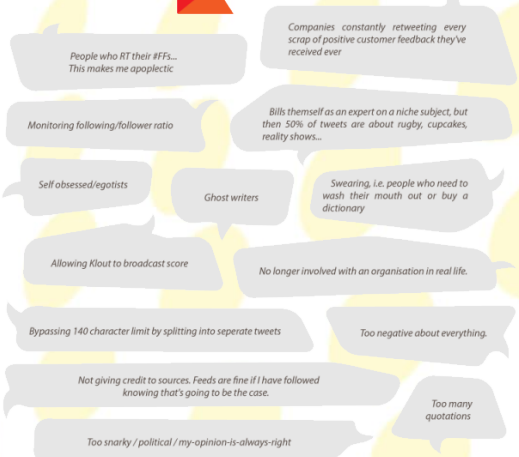 Companies constantly retweeting every
scrap of positive customer feedback they've
received ever
People who RT their #FFs...
This makes me apoplectic
Bills themself as an expert on a niche subject, but
then 50% of tweets are about rugby, cupcakes,
reality shows...
Monitoring following/follower ratio
Self obsessed/egotists
Ghost writers
Swearing, i.e. people who need to
wash their mouth out or buy a
dictionary
Allowing Klout to broadcast score
No longer involved with an organisation in real life.
Bypassing 140 character limit by splitting into seperate tweets
Too negative about everything.
Not giving credit to sources. Feeds are fine if I have followed
knowing that's going to be the case.
Too many
quotations
Too snarky / political / my-opinion-is-always-right